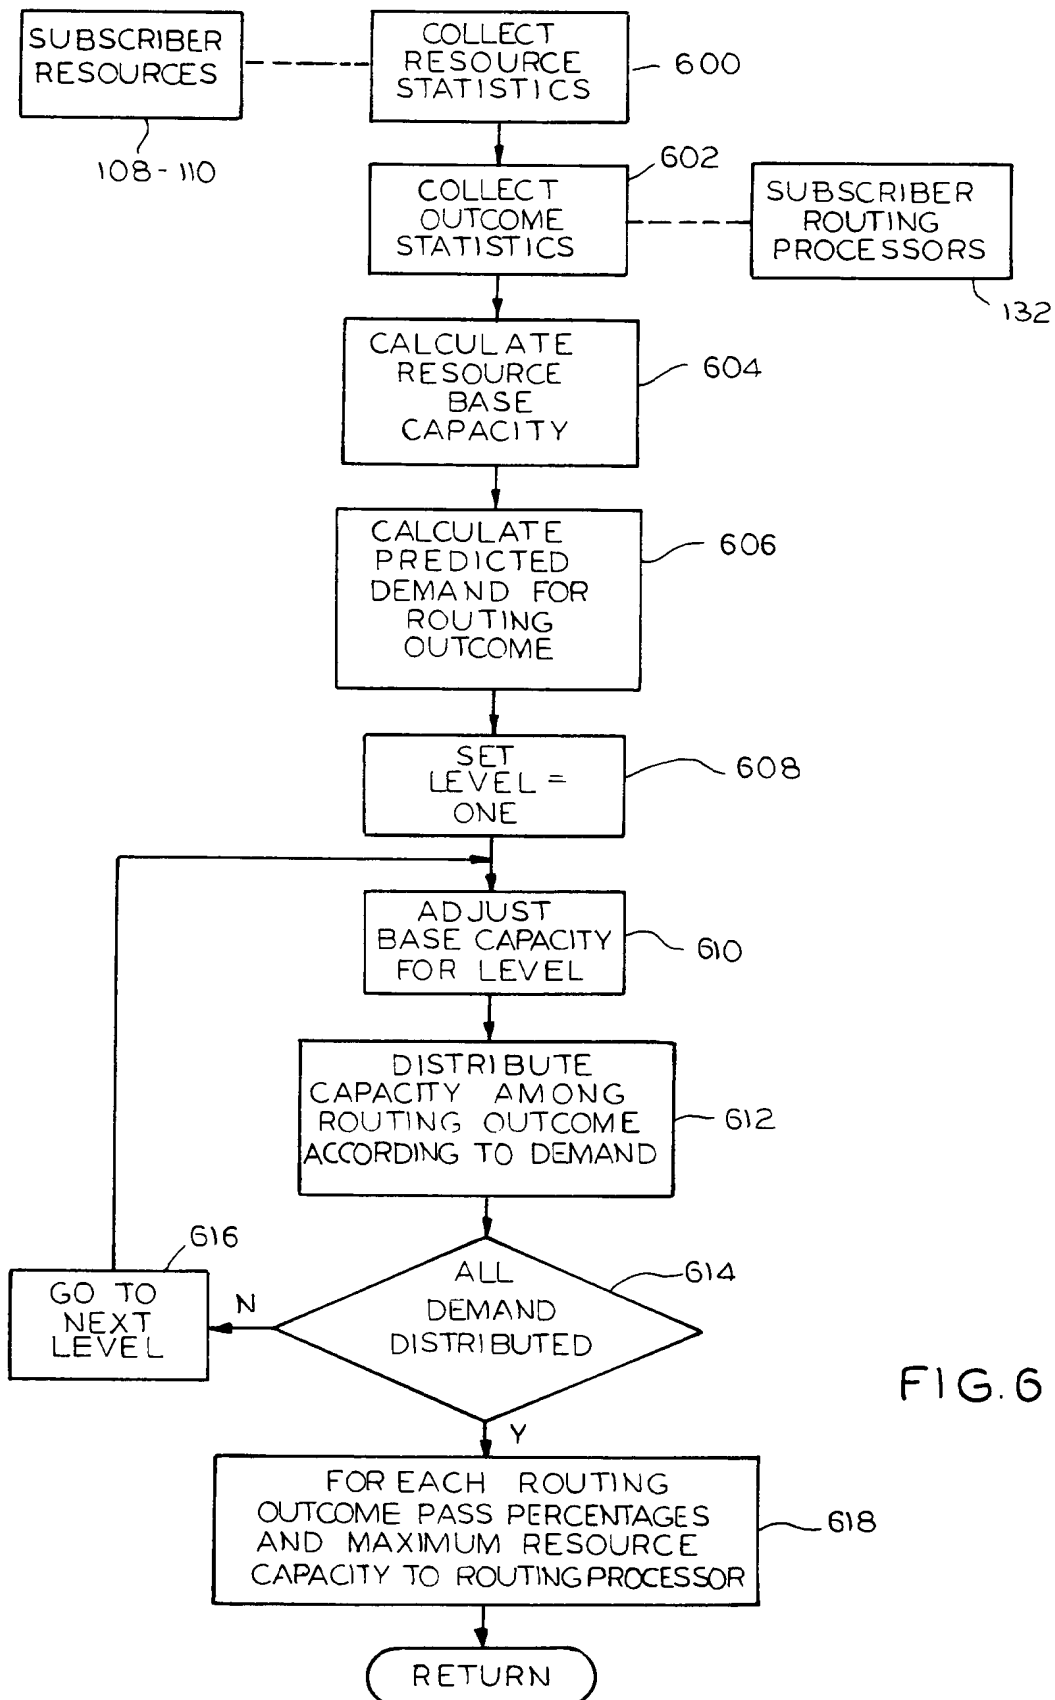 SUBSCRIBER
RESOURCES
108-110
COLLECT
RESOURCE
STATISTICS
600
COLLECT
OUTCOME
STATISTICS
602
SUBSCRIBER
ROUTING
PROCESSORS
132
CALCULATE
RESOURCE
BASE
CAPACITY
604
CALCULATE
PREDICTED
DEMAND FOR
ROUTING
OUTCOME
606
SET
LEVEL =
ONE
608
ADJUST
BASE CAPACITY
FOR LEVEL
610
DISTRIBUTE
CAPACITY AMONG
ROUTING OUTCOME
ACCORDING TO DEMAND
612
ALL
DEMAND
DISTRIBUTED
614
N
616
GO TO
NEXT
LEVEL
Y
FOR EACH ROUTING
OUTCOME PASS PERCENTAGES
AND MAXIMUM RESOURCE
CAPACITY TO ROUTING PROCESSOR
618
RETURN
FIG.6